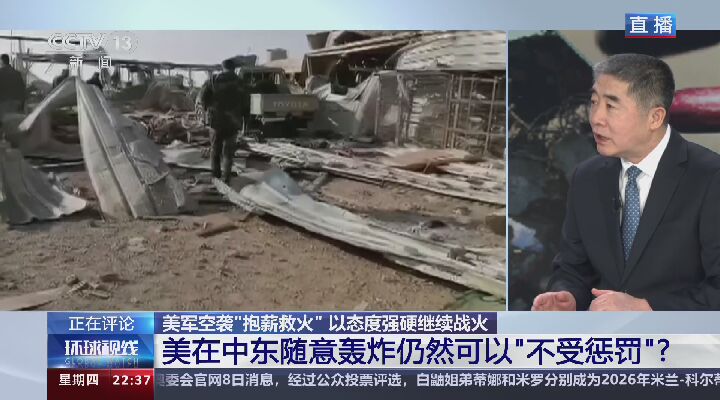 CCTV 13
新闻
直播
TOYOTA
正在评论
美军空袭"抱薪救火" 以态度强硬继续战火
环球视线
美在中东随意轰炸仍然可以"不受惩罚"?
星期四 22:37 奥委会官网8日消息，经过公众投票评选，白鼬姐弟蒂娜和米罗分别成为2026年米兰-科尔蒂